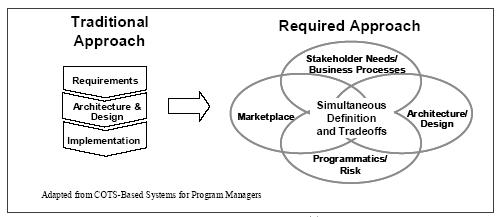 Traditional
Approach
Requirements
Architecture &
Design
Implementation
Required Approach
Stakeholder Needs/
Business Processes
Marketplace
Simultaneous
Definition
and Tradeoffs
Architecture/
Design
Programmatics/
Risk
Adapted from COTS-Based Systems for Program Managers